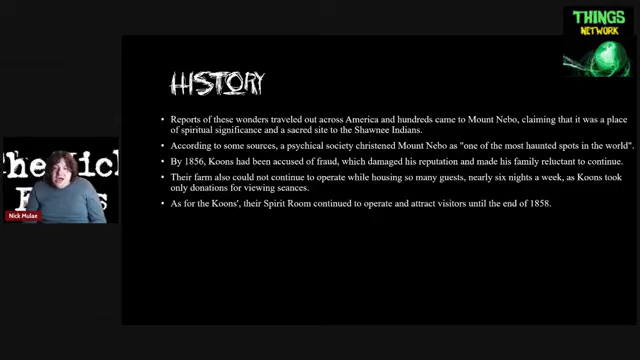 THINGS
NETWORK
HISTORY
• Reports of these wonders traveled out across America and hundreds came to Mount Nebo, claiming that it was a place
of spiritual significance and a sacred site to the Shawnee Indians.
• According to some sources, a psychical society christened Mount Nebo as "one of the most haunted spots in the world".
• By 1856, Koons had been accused of fraud, which damaged his reputation and made his family reluctant to continue.
• Their farm also could not continue to operate while housing so many guests, nearly six nights a week, as Koons took
only donations for viewing seances.
• As for the Koons', their Spirit Room continued to operate and attract visitors until the end of 1858.
Nick Mulae